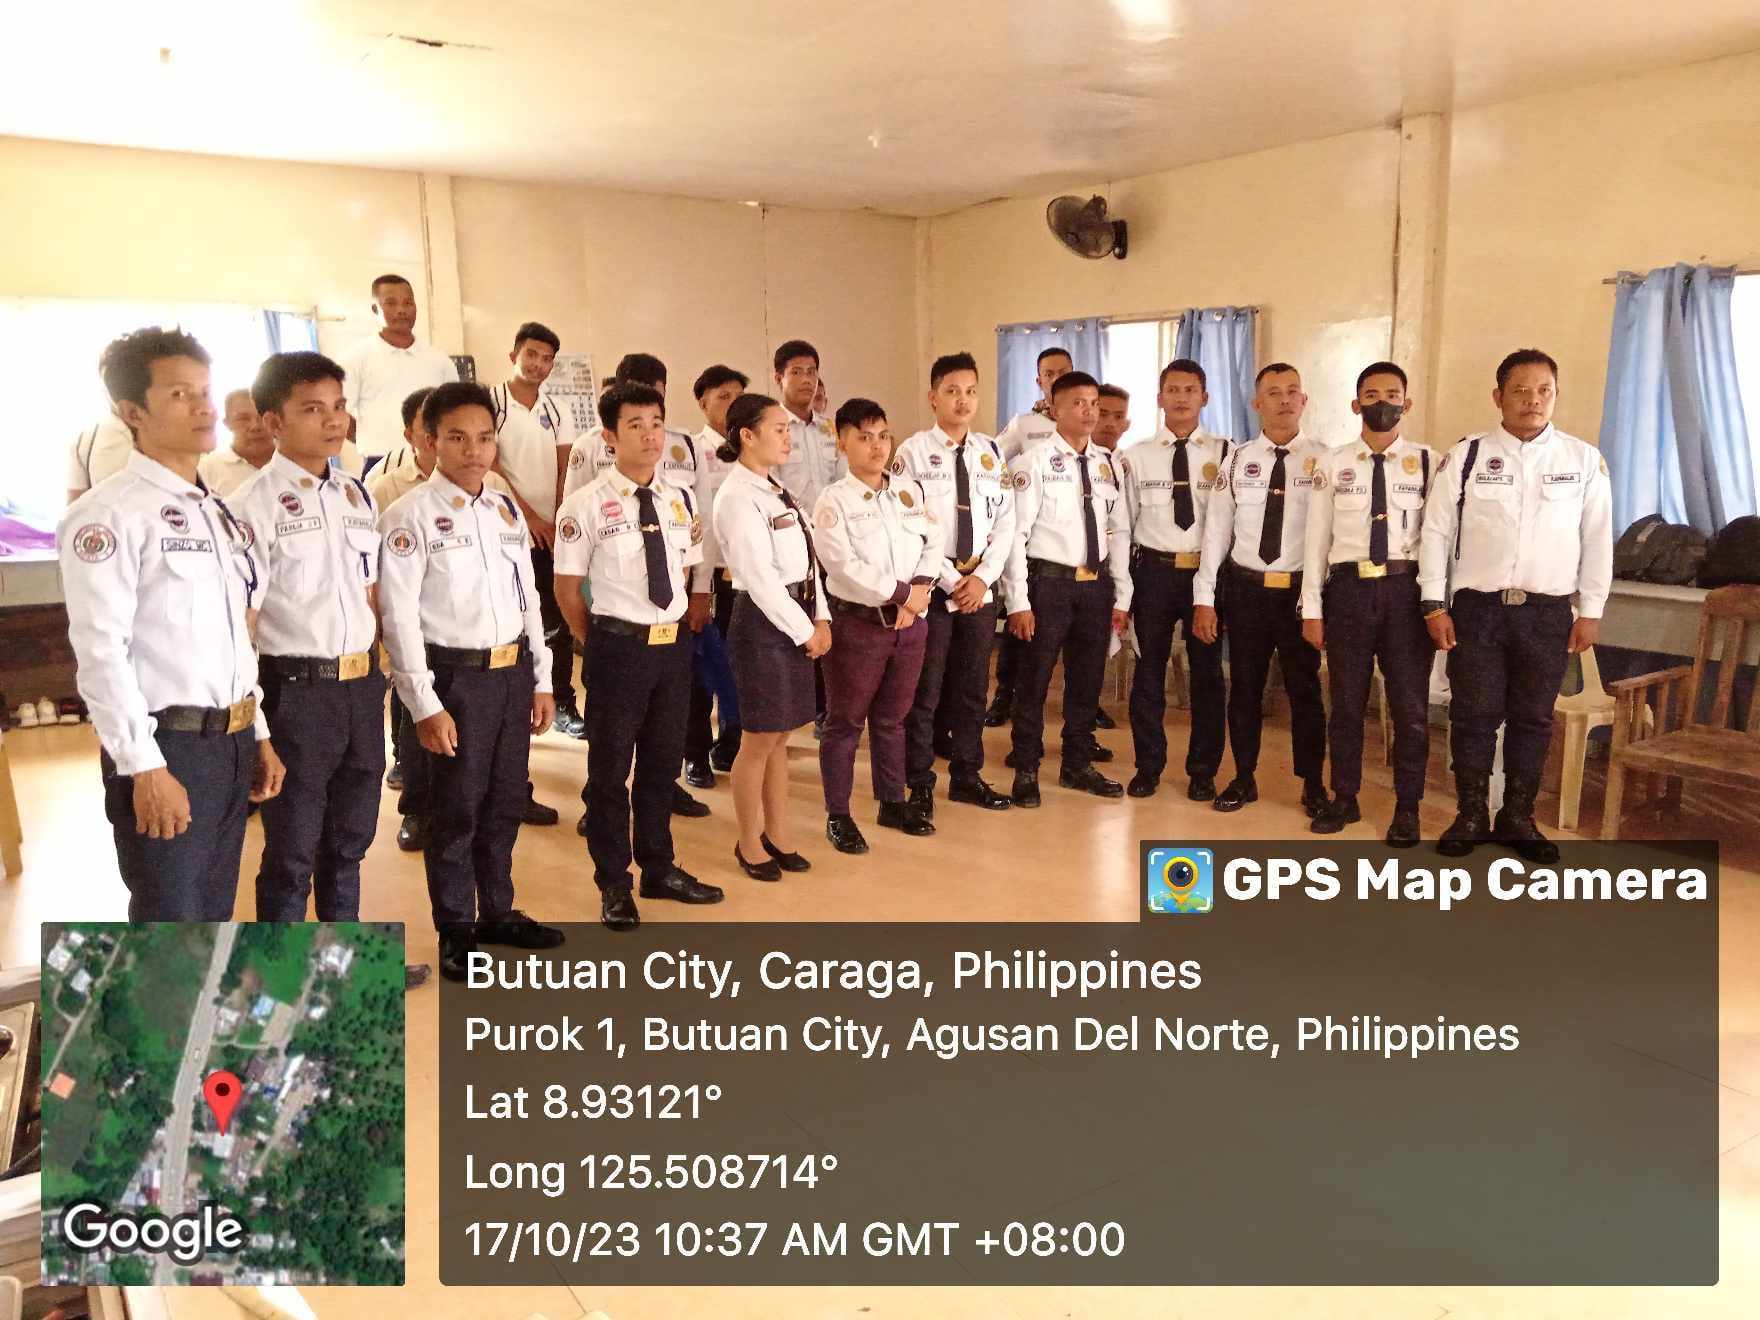 GPS Map Camera
Butuan City, Caraga, Philippines
Purok 1, Butuan City, Agusan Del Norte, Philippines
Lat 8.93121°
Long 125.508714°
17/10/23 10:37 AM GMT +08:00
Google